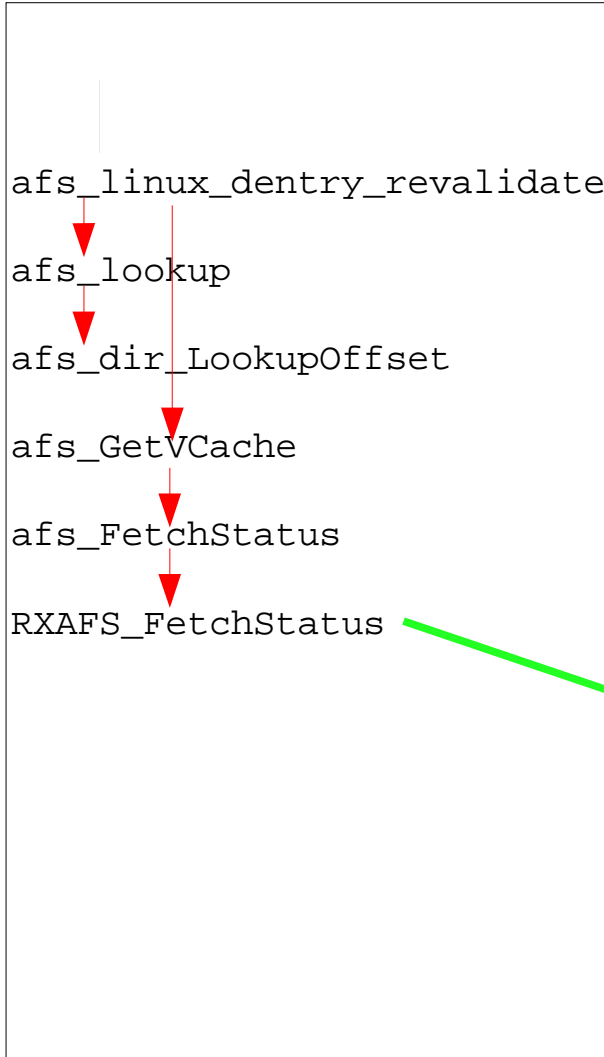 afs_linux_dentry_revalidate
afs_lookup
afs_dir_LookupOffset
afs_GetVCache
afs_FetchStatus
RXAFS_FetchStatus